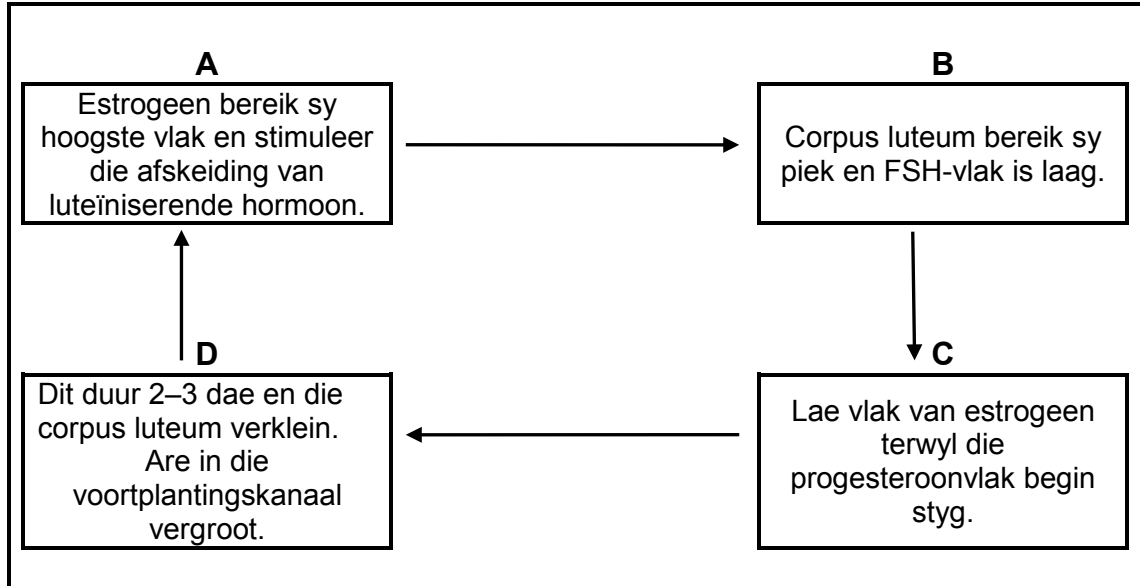 A
Estrogeen bereik sy
hoogste vlak en stimuleer
die afskeiding van
luteïniserende hormoon.
B
Corpus luteum bereik sy
piek en FSH-vlak is laag.
D
Dit duur 2–3 dae en die
corpus luteum verklein.
Are in die
voortplantingskanaal
vergroot.
C
Lae vlak van estrogeen
terwyl die
progesteroonvlak begin
styg.